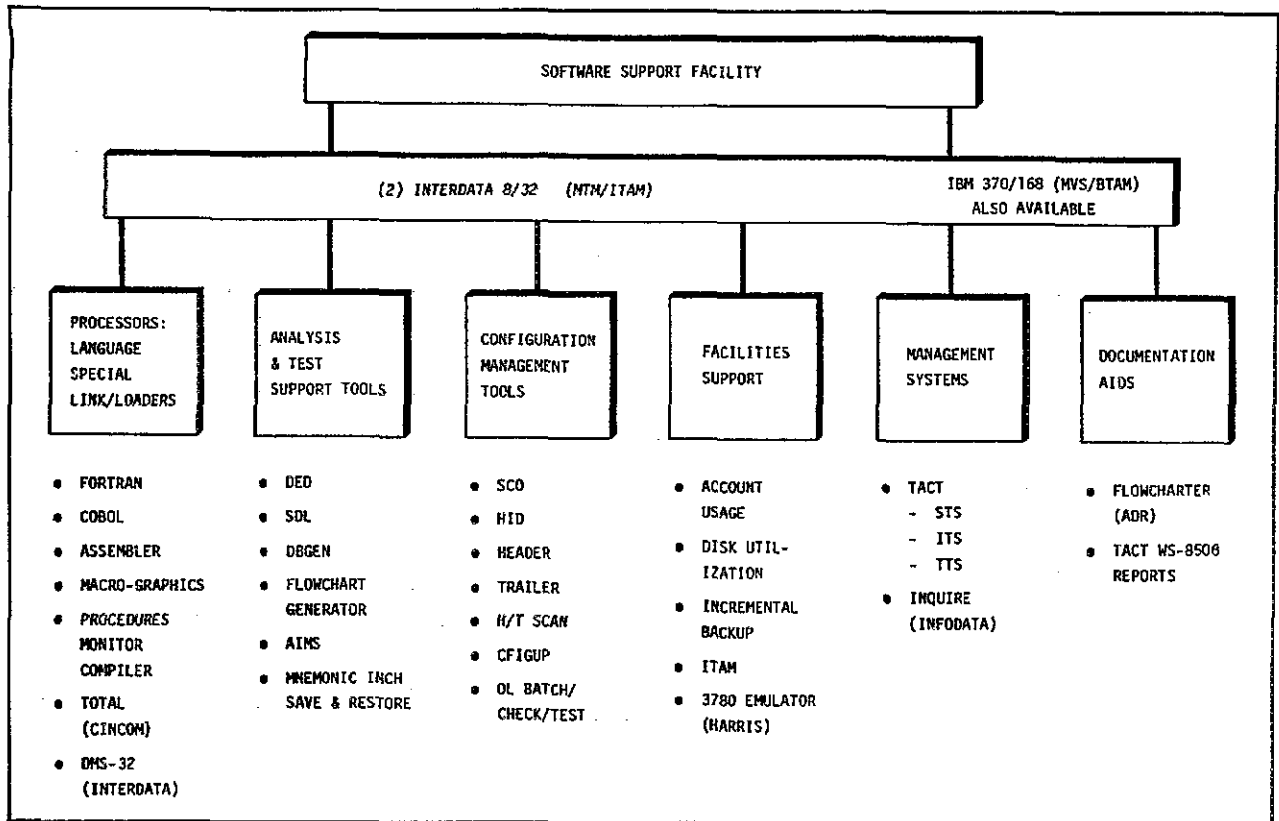 SOFTWARE SUPPORT FACILITY
(2) INTERDATA 8/32 (MTM/ITAM)
IBM 370/168 (MVS/BTAM)
ALSO AVAILABLE
PROCESSORS:
LANGUAGE
SPECIAL
LINK/LOADERS
ANALYSIS
& TEST
SUPPORT TOOLS
CONFIGURATION
MANAGEMENT
TOOLS
FACILITIES
SUPPORT
MANAGEMENT
SYSTEMS
DOCUMENTATION
AIDS
• FORTRAN
• COBOL
• ASSEMBLER
• MACRO-GRAPHICS
• PROCEDURES
MONITOR
COMPILER
• TOTAL
(CINCOM)
• DMS-32
(INTERDATA)
• DED
• SDL
• DBGEN
• FLOWCHART
GENERATOR
• AIMS
• MNEMONIC INCH
SAVE & RESTORE
• SCO
• HID
• HEADER
• TRAILER
• H/T SCAN
• CFIGUP
• OL BATCH/
CHECK/TEST
• ACCOUNT
USAGE
• DISK UTIL-
IZATION
• INCREMENTAL
BACKUP
• ITAM
• 3780 EMULATOR
(HARRIS)
• TACT
- STS
- ITS
- TTS
• INQUIRE
(INFODATA)
• FLOWCHARTER
(ADR)
• TACT WS-8506
REPORTS